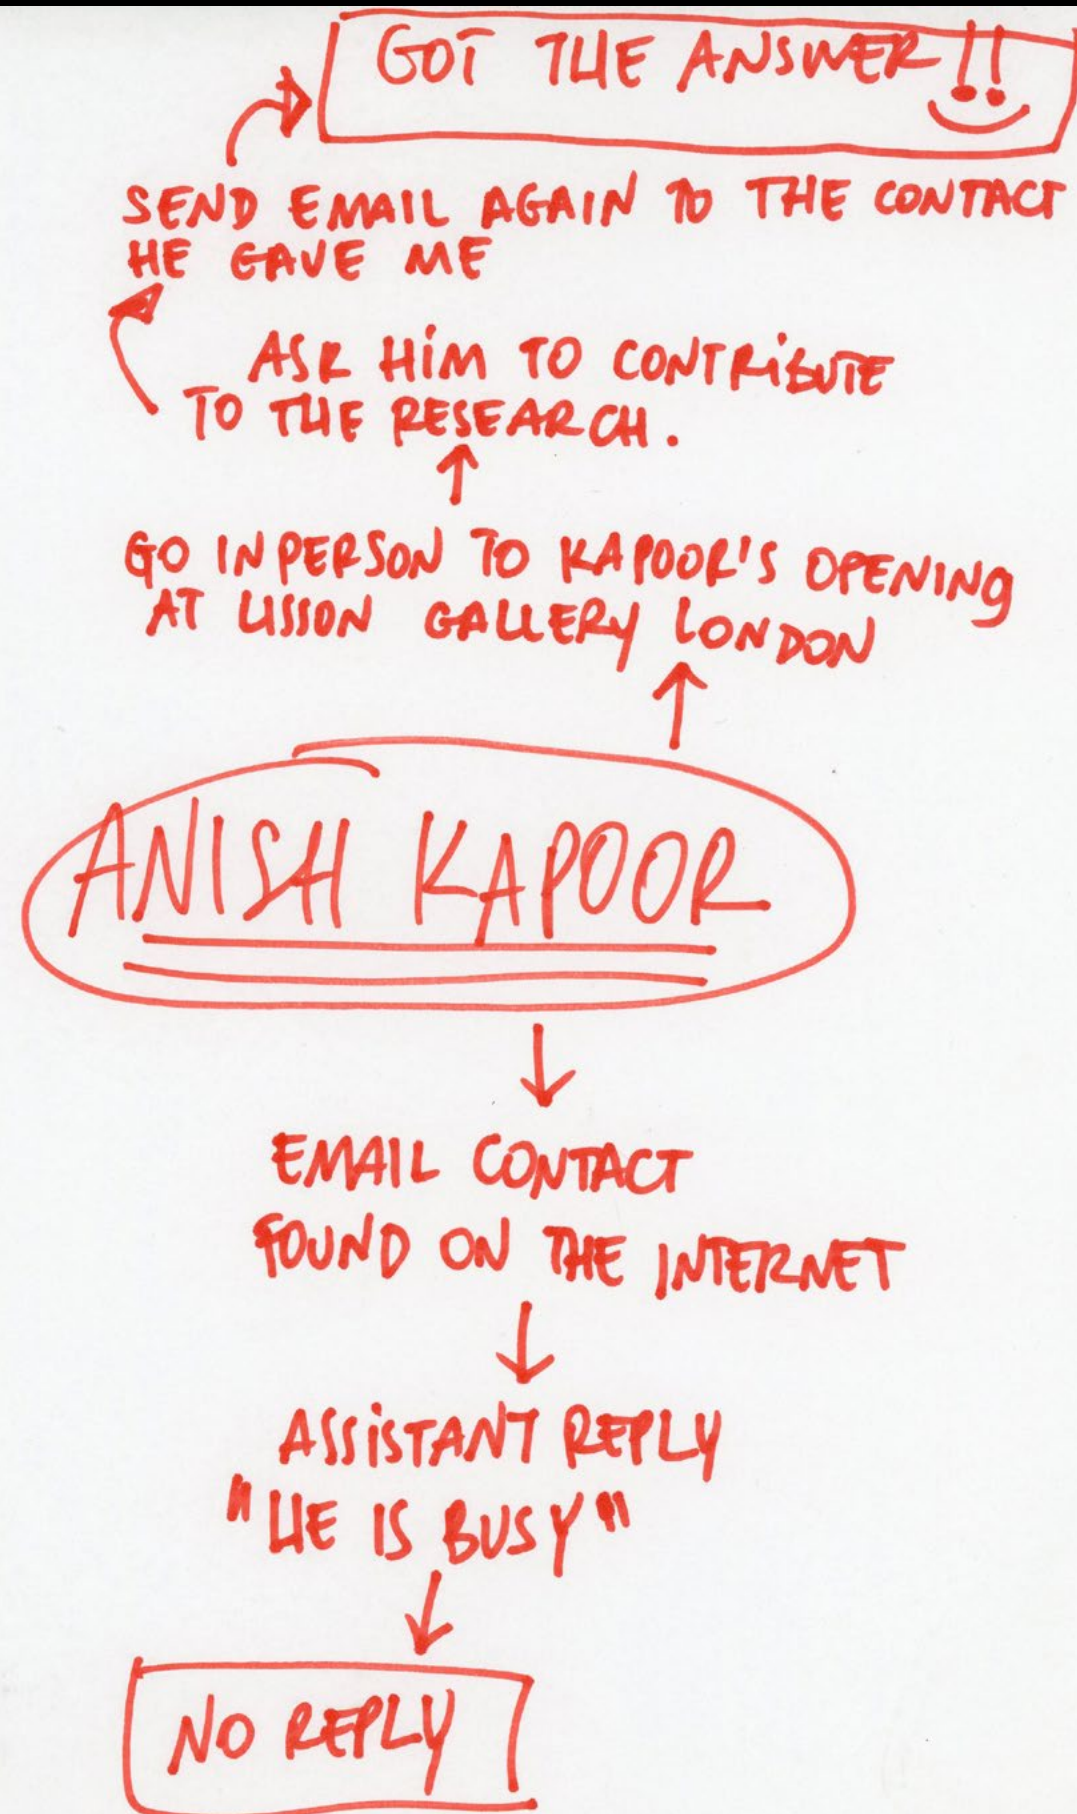 GOT THE ANSWER!!
SEND EMAIL AGAIN TO THE CONTACT
HE GAVE ME
ASK HIM TO CONTRIBUTE
TO THE RESEARCH.
GO IN PERSON TO KAPOOR'S OPENING
AT LISSON GALLERY LONDON
ANISH KAPOOR
EMAIL CONTACT
FOUND ON THE INTERNET
ASSISTANT REPLY
"HE IS BUSY"
NO REPLY